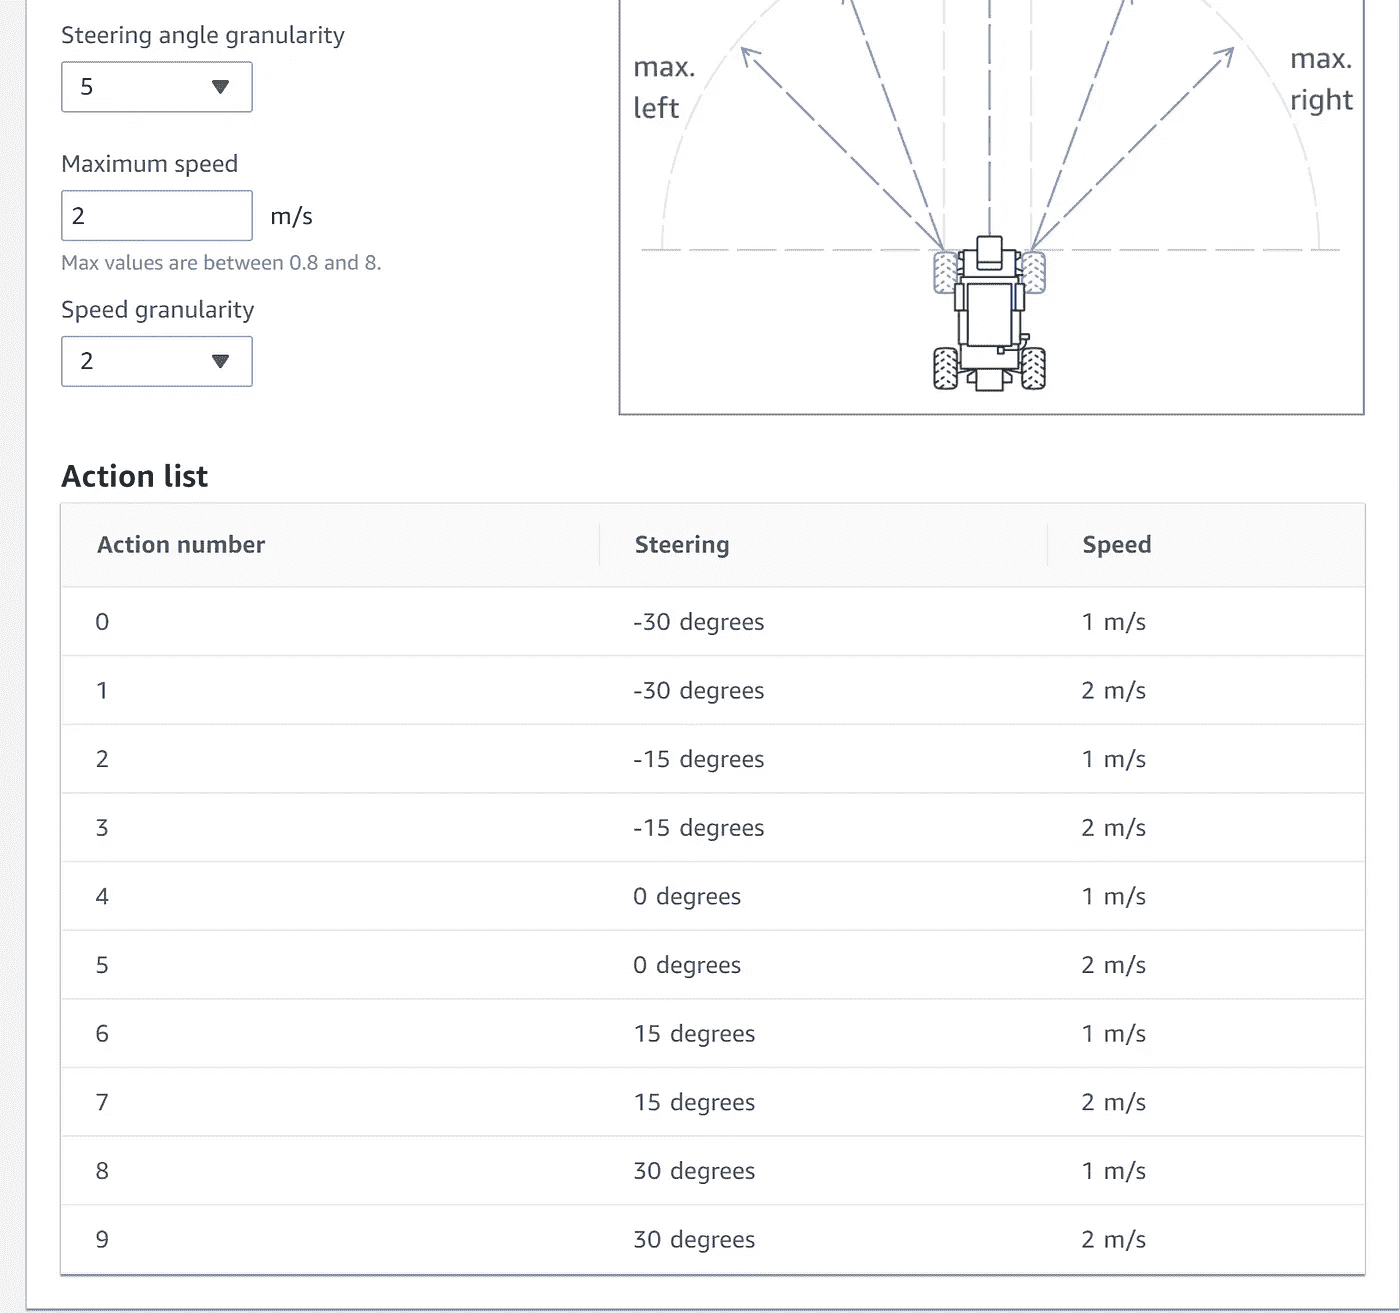 Steering angle granularity
5
Maximum speed
2 m/s
Max values are between 0.8 and 8.
Speed granularity
2
max.
left
max.
right
Action list
Action number Steering Speed
0 -30 degrees 1 m/s
1 -30 degrees 2 m/s
2 -15 degrees 1 m/s
3 -15 degrees 2 m/s
4 0 degrees 1 m/s
5 0 degrees 2 m/s
6 15 degrees 1 m/s
7 15 degrees 2 m/s
8 30 degrees 1 m/s
9 30 degrees 2 m/s